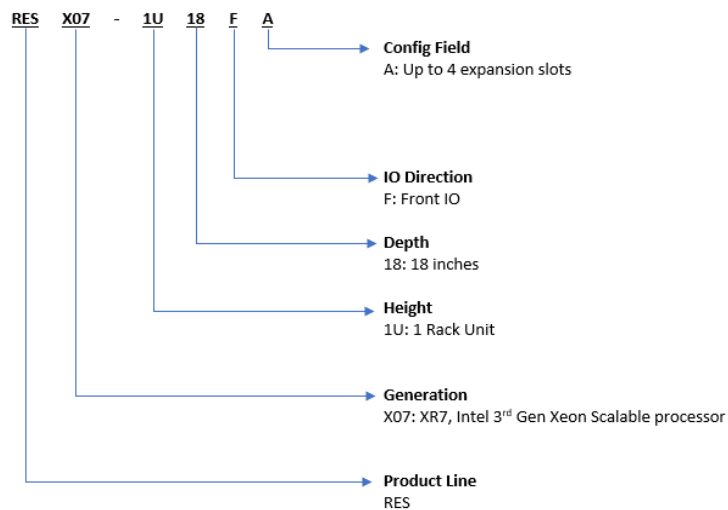 RES X07 - 1U 18 F A
Config Field
A: Up to 4 expansion slots
IO Direction
F: Front IO
Depth
18: 18 inches
Height
1U: 1 Rack Unit
Generation
X07: XR7, Intel 3rd Gen Xeon Scalable processor
Product Line
RES